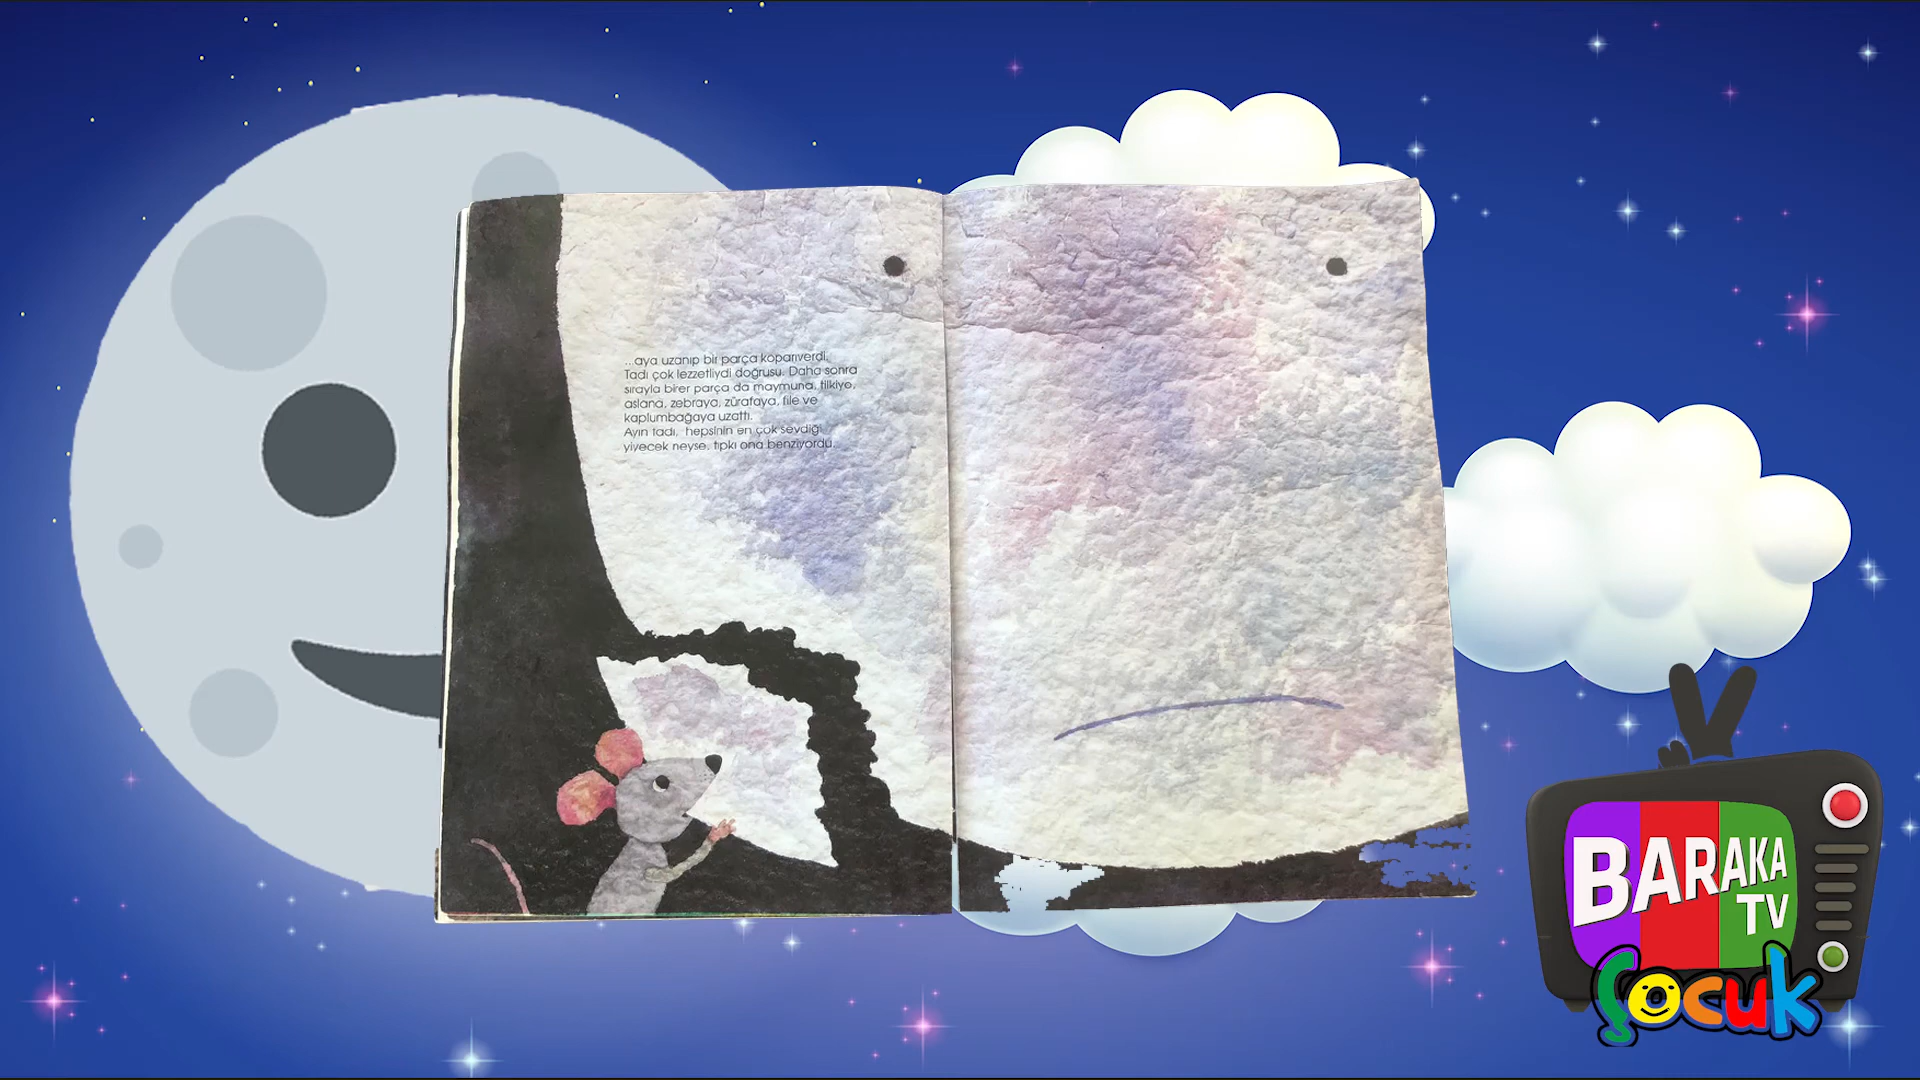 ...aya uzanıp bir parça koparıverdi.
Tadı çok lezzetliydi doğrusu. Daha sonra
sırayla birer parça da maymuna, tilkiye,
aslana, zebraya, zürafaya, file ve
kaplumbağaya uzattı.
Ayın tadı, hepsinin en çok sevdiği
yiyecek neyse, tıpkı ona benziyordu.
BARAKA
TV
Çocuk